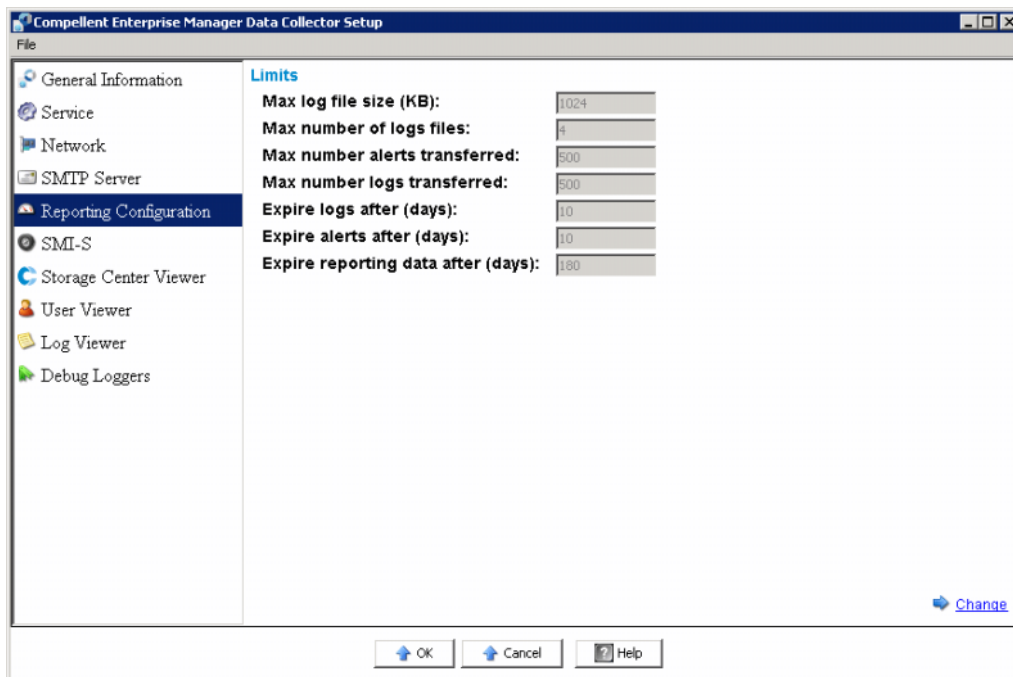 Compellent Enterprise Manager Data Collector Setup
File
General Information
Service
Network
SMTP Server
Reporting Configuration
SMI-S
Storage Center Viewer
User Viewer
Log Viewer
Debug Loggers
Limits
Max log file size (KB): 1024
Max number of logs files: 4
Max number alerts transferred: 500
Max number logs transferred: 500
Expire logs after (days): 10
Expire alerts after (days): 10
Expire reporting data after (days): 180
Change
OK Cancel ? Help